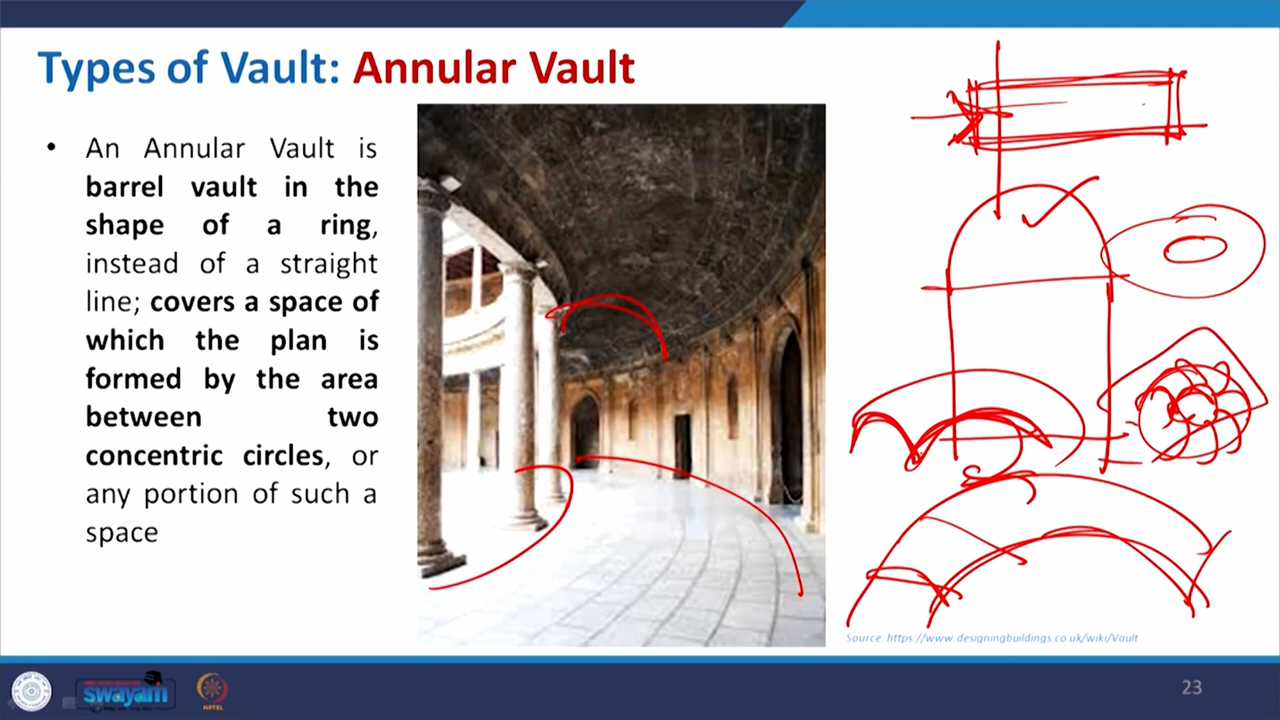 Types of Vault: Annular Vault
• An Annular Vault is
barrel vault in the
shape of a ring,
instead of a straight
line; covers a space of
which the plan is
formed by the area
between two
concentric circles, or
any portion of such a
space
Source: https://www.designingbuildings.co.uk/wiki/Vault
swayam
NPTEL
23